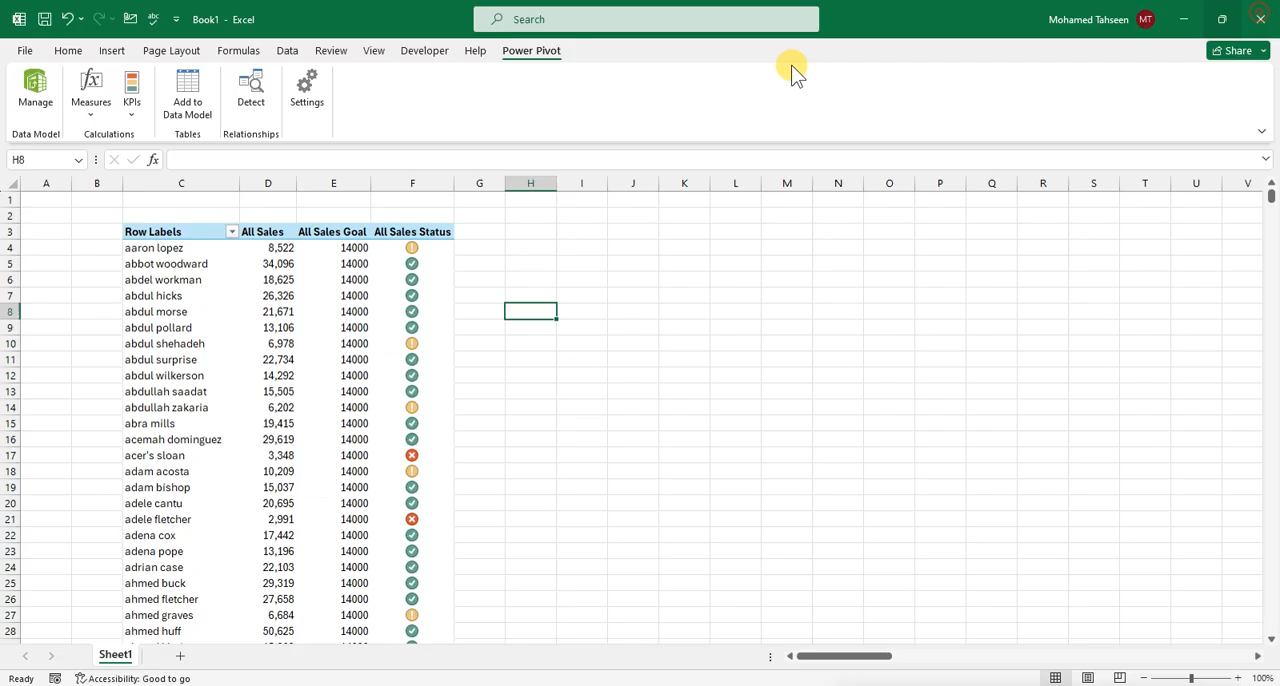 Book1 - Excel
Search
Mohamed Tahseen MT
File Home Insert Page Layout Formulas Data Review View Developer Help Power Pivot Share
Manage Measures KPIs Add to Data Model Detect Settings
Data Model Calculations Tables Relationships
H8 fx
A B C D E F G H I J K L M N O P Q R S T U V
1
2
3 Row Labels All Sales All Sales Goal All Sales Status
4 aaron lopez 8,522 14000
5 abbot woodward 34,096 14000
6 abdel workman 18,625 14000
7 abdul hicks 26,326 14000
8 abdul morse 21,671 14000
9 abdul pollard 13,106 14000
10 abdul shehadeh 6,978 14000
11 abdul surprise 22,734 14000
12 abdul wilkerson 14,292 14000
13 abdullah saadat 15,505 14000
14 abdullah zakaria 6,202 14000
15 abra mills 19,415 14000
16 acemah dominguez 29,619 14000
17 acer's sloan 3,348 14000
18 adam acosta 10,209 14000
19 adam bishop 15,037 14000
20 adele cantu 20,695 14000
21 adele fletcher 2,991 14000
22 adena cox 17,442 14000
23 adena pope 13,196 14000
24 adrian case 22,103 14000
25 ahmed buck 29,319 14000
26 ahmed fletcher 27,658 14000
27 ahmed graves 6,684 14000
28 ahmed huff 50,625 14000
Sheet1
Ready Accessibility: Good to go 100%